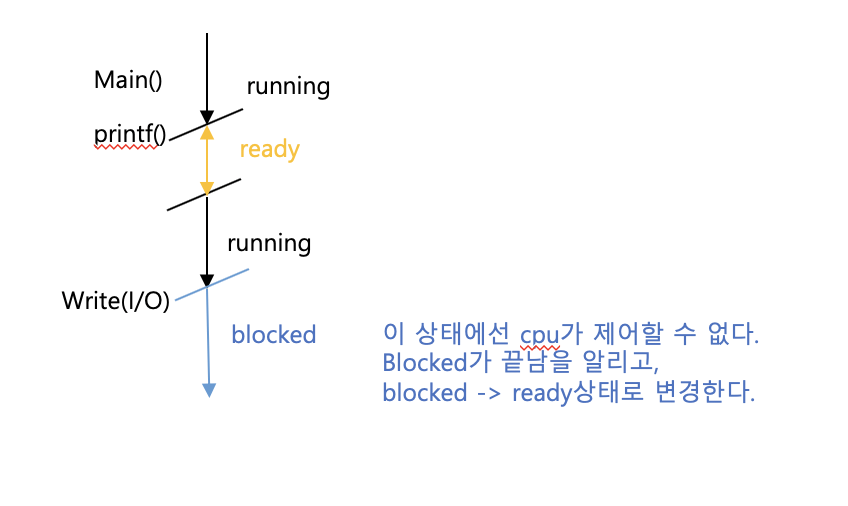 Main()
running
printf()
ready
running
Write(I/O)
blocked
이 상태에선 cpu가 제어할 수 없다.
Blocked가 끝남을 알리고,
blocked -> ready상태로 변경한다.